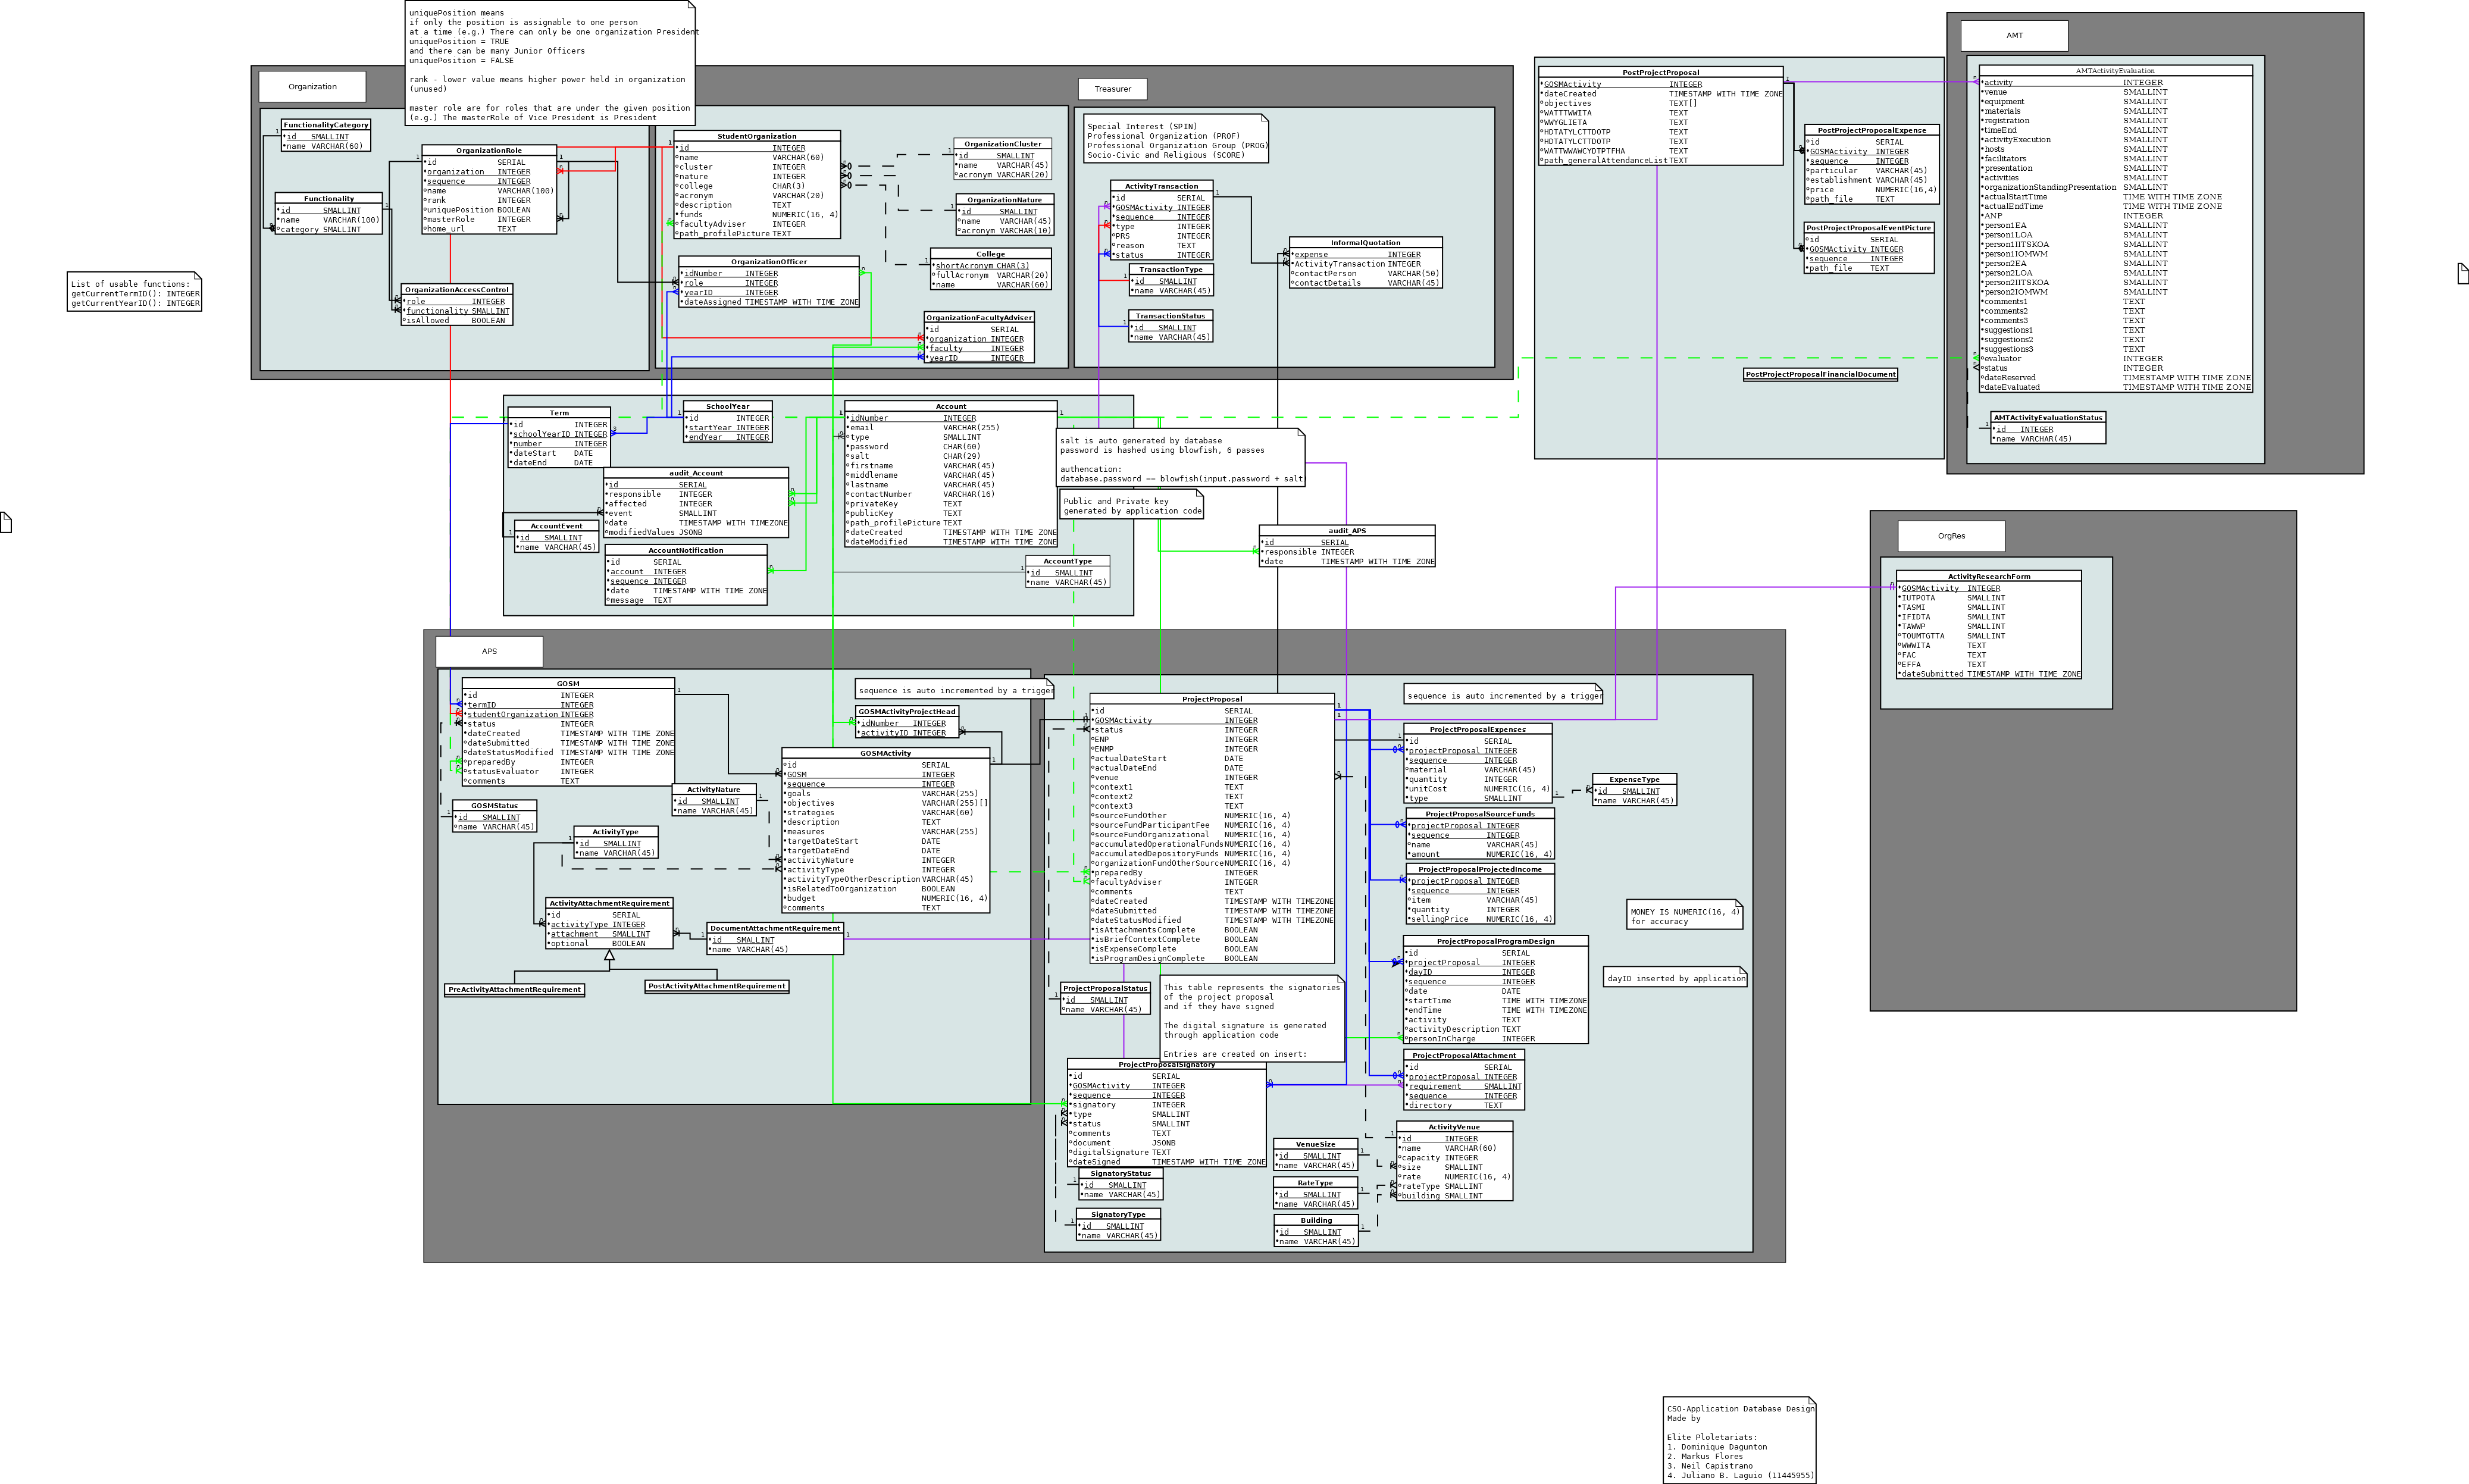 uniquePosition means
if only the position is assignable to one person
at a time (e.g.) There can only be one organization President
uniquePosition = TRUE
and there can be many Junior Officers
uniquePosition = FALSE
rank - lower value means higher power held in organization
(unused)
master role are for roles that are under the given position
(e.g.) The masterRole of Vice President is President
Organization
FunctionalityCategory
id SMALLINT
name VARCHAR(60)
Functionality
id SMALLINT
name VARCHAR(100)
category SMALLINT
OrganizationRole
id SERIAL
organization INTEGER
sequence INTEGER
name VARCHAR(100)
rank INTEGER
uniquePosition BOOLEAN
masterRole INTEGER
home_url TEXT
OrganizationAccessControl
role INTEGER
functionality SMALLINT
isAllowed BOOLEAN
List of usable functions:
getCurrentTermID(): INTEGER
getCurrentYearID(): INTEGER
StudentOrganization
id INTEGER
name VARCHAR(60)
cluster INTEGER
nature INTEGER
college CHAR(3)
acronym VARCHAR(20)
description TEXT
funds NUMERIC(16, 4)
facultyAdviser INTEGER
path_profilePicture TEXT
OrganizationCluster
id SMALLINT
name VARCHAR(45)
acronym VARCHAR(20)
OrganizationNature
id SMALLINT
name VARCHAR(45)
acronym VARCHAR(10)
College
shortAcronym CHAR(3)
fullAcronym VARCHAR(20)
name VARCHAR(60)
OrganizationOfficer
idNumber INTEGER
role INTEGER
yearID INTEGER
dateAssigned TIMESTAMP WITH TIME ZONE
OrganizationFacultyAdviser
id SERIAL
organization INTEGER
faculty INTEGER
yearID INTEGER
Treasurer
Special Interest (SPIN)
Professional Organization (PROF)
Professional Organization Group (PROG)
Socio-Civic and Religious (SCORE)
ActivityTransaction
id SERIAL
GOSMActivity INTEGER
sequence INTEGER
type INTEGER
PRS INTEGER
reason TEXT
status INTEGER
TransactionType
id SMALLINT
name VARCHAR(45)
TransactionStatus
id SMALLINT
name VARCHAR(45)
InformalQuotation
expense INTEGER
ActivityTransaction INTEGER
contactPerson VARCHAR(50)
contactDetails VARCHAR(45)
PostProjectProposal
GOSMActivity INTEGER
dateCreated TIMESTAMP WITH TIME ZONE
objectives TEXT[]
WATTTWWITA TEXT
WWYGLIETA TEXT
HDTATYLCTTDOTP TEXT
HDTATYLCTTDOTP TEXT
WATTWWAWCYDTPTFHA TEXT
path_generalAttendanceList TEXT
PostProjectProposalExpense
id SERIAL
GOSMActivity INTEGER
sequence INTEGER
particular VARCHAR(45)
establishment VARCHAR(45)
price NUMERIC(16,4)
path_file TEXT
PostProjectProposalEventPicture
id SERIAL
GOSMActivity INTEGER
sequence INTEGER
path_file TEXT
PostProjectProposalFinancialDocument
AMT
AMTActivityEvaluation
activity INTEGER
venue SMALLINT
equipment SMALLINT
materials SMALLINT
registration SMALLINT
timeEnd SMALLINT
activityExecution SMALLINT
hosts SMALLINT
facilitators SMALLINT
presentation SMALLINT
activities SMALLINT
organizationStandingPresentation SMALLINT
actualStartTime TIME WITH TIME ZONE
actualEndTime TIME WITH TIME ZONE
ANP INTEGER
person1EA SMALLINT
person1LOA SMALLINT
person1IITSKOA SMALLINT
person1IOMWM SMALLINT
person2EA SMALLINT
person2LOA SMALLINT
person2IITSKOA SMALLINT
person2IOMWM SMALLINT
comments1 TEXT
comments2 TEXT
comments3 TEXT
suggestions1 TEXT
suggestions2 TEXT
suggestions3 TEXT
evaluator INTEGER
status INTEGER
dateReserved TIMESTAMP WITH TIME ZONE
dateEvaluated TIMESTAMP WITH TIME ZONE
AMTActivityEvaluationStatus
id INTEGER
name VARCHAR(45)
Term
id INTEGER
schoolYearID INTEGER
number INTEGER
dateStart DATE
dateEnd DATE
SchoolYear
id INTEGER
startYear INTEGER
endYear INTEGER
Account
idNumber INTEGER
email VARCHAR(255)
type SMALLINT
password CHAR(60)
salt CHAR(29)
firstname VARCHAR(45)
middlename VARCHAR(45)
lastname VARCHAR(45)
contactNumber VARCHAR(16)
privateKey TEXT
publicKey TEXT
path_profilePicture TEXT
dateCreated TIMESTAMP WITH TIME ZONE
dateModified TIMESTAMP WITH TIME ZONE
audit_Account
id SERIAL
responsible INTEGER
affected INTEGER
event SMALLINT
date TIMESTAMP WITH TIMEZONE
modifiedValues JSONB
AccountEvent
id SMALLINT
name VARCHAR(45)
AccountNotification
id SERIAL
account INTEGER
sequence INTEGER
date TIMESTAMP WITH TIME ZONE
message TEXT
AccountType
id SMALLINT
name VARCHAR(45)
salt is auto generated by database
password is hashed using blowfish, 6 passes
authencation:
database.password == blowfish(input.password + salt)
Public and Private key
generated by application code
audit_APS
id SERIAL
responsible INTEGER
date TIMESTAMP WITH TIME ZONE
OrgRes
ActivityResearchForm
GOSMActivity INTEGER
IUTPOTA SMALLINT
TASMI SMALLINT
IFIDTA SMALLINT
TAWWP SMALLINT
TOUMTGTTA SMALLINT
WWWITA TEXT
FAC TEXT
EFFA TEXT
dateSubmitted TIMESTAMP WITH TIME ZONE
APS
GOSM
id INTEGER
termID INTEGER
studentOrganization INTEGER
status INTEGER
dateCreated TIMESTAMP WITH TIME ZONE
dateSubmitted TIMESTAMP WITH TIME ZONE
dateStatusModified TIMESTAMP WITH TIME ZONE
preparedBy INTEGER
statusEvaluator INTEGER
comments TEXT
GOSMStatus
id SMALLINT
name VARCHAR(45)
sequence is auto incremented by a trigger
GOSMActivityProjectHead
idNumber INTEGER
activityID INTEGER
ActivityNature
id SMALLINT
name VARCHAR(45)
ActivityType
id SMALLINT
name VARCHAR(45)
GOSMActivity
id SERIAL
GOSM INTEGER
sequence INTEGER
goals VARCHAR(255)
objectives VARCHAR(255)[]
strategies VARCHAR(60)
description TEXT
measures VARCHAR(255)
targetDateStart DATE
targetDateEnd DATE
activityNature INTEGER
activityType INTEGER
activityTypeOtherDescription VARCHAR(45)
isRelatedToOrganization BOOLEAN
budget NUMERIC(16, 4)
comments TEXT
ActivityAttachmentRequirement
id SERIAL
activityType INTEGER
attachment SMALLINT
optional BOOLEAN
DocumentAttachmentRequirement
id SMALLINT
name VARCHAR(45)
PreActivityAttachmentRequirement
PostActivityAttachmentRequirement
ProjectProposal
id SERIAL
GOSMActivity INTEGER
status INTEGER
ENP INTEGER
ENMP INTEGER
actualDateStart DATE
actualDateEnd DATE
venue INTEGER
context1 TEXT
context2 TEXT
context3 TEXT
sourceFundOther NUMERIC(16, 4)
sourceFundParticipantFee NUMERIC(16, 4)
sourceFundOrganizational NUMERIC(16, 4)
accumulatedOperationalFunds NUMERIC(16, 4)
accumulatedDepositoryFunds NUMERIC(16, 4)
organizationFundOtherSource NUMERIC(16, 4)
preparedBy INTEGER
facultyAdviser INTEGER
comments TEXT
dateCreated TIMESTAMP WITH TIMEZONE
dateSubmitted TIMESTAMP WITH TIMEZONE
dateStatusModified TIMESTAMP WITH TIMEZONE
isAttachmentsComplete BOOLEAN
isBriefContextComplete BOOLEAN
isExpenseComplete BOOLEAN
isProgramDesignComplete BOOLEAN
sequence is auto incremented by a trigger
ProjectProposalExpenses
id SERIAL
projectProposal INTEGER
sequence INTEGER
material VARCHAR(45)
quantity INTEGER
unitCost NUMERIC(16, 4)
type SMALLINT
ExpenseType
id SMALLINT
name VARCHAR(45)
ProjectProposalSourceFunds
projectProposal INTEGER
sequence INTEGER
name VARCHAR(45)
amount NUMERIC(16, 4)
ProjectProposalProjectedIncome
projectProposal INTEGER
sequence INTEGER
item VARCHAR(45)
quantity INTEGER
sellingPrice NUMERIC(16, 4)
MONEY IS NUMERIC(16, 4)
for accuracy
ProjectProposalProgramDesign
id SERIAL
projectProposal INTEGER
dayID INTEGER
sequence INTEGER
date DATE
startTime TIME WITH TIMEZONE
endTime TIME WITH TIMEZONE
activity TEXT
activityDescription TEXT
personInCharge INTEGER
dayID inserted by application
ProjectProposalStatus
id SMALLINT
name VARCHAR(45)
This table represents the signatories
of the project proposal
and if they have signed
The digital signature is generated
through application code
Entries are created on insert:
ProjectProposalSignatory
id SERIAL
GOSMActivity INTEGER
sequence INTEGER
signatory INTEGER
type SMALLINT
status SMALLINT
comments TEXT
document JSONB
digitalSignature TEXT
dateSigned TIMESTAMP WITH TIME ZONE
ProjectProposalAttachment
id SERIAL
projectProposal INTEGER
requirement SMALLINT
sequence INTEGER
directory TEXT
SignatoryStatus
id SMALLINT
name VARCHAR(45)
SignatoryType
id SMALLINT
name VARCHAR(45)
VenueSize
id SMALLINT
name VARCHAR(45)
RateType
id SMALLINT
name VARCHAR(45)
Building
id SMALLINT
name VARCHAR(45)
ActivityVenue
id INTEGER
name VARCHAR(60)
capacity INTEGER
size SMALLINT
rate NUMERIC(16, 4)
rateType SMALLINT
building SMALLINT
CSO-Application Database Design
Made by
Elite Ploletariats:
1. Dominique Dagunton
2. Markus Flores
3. Neil Capistrano
4. Juliano B. Laguio (11445955)